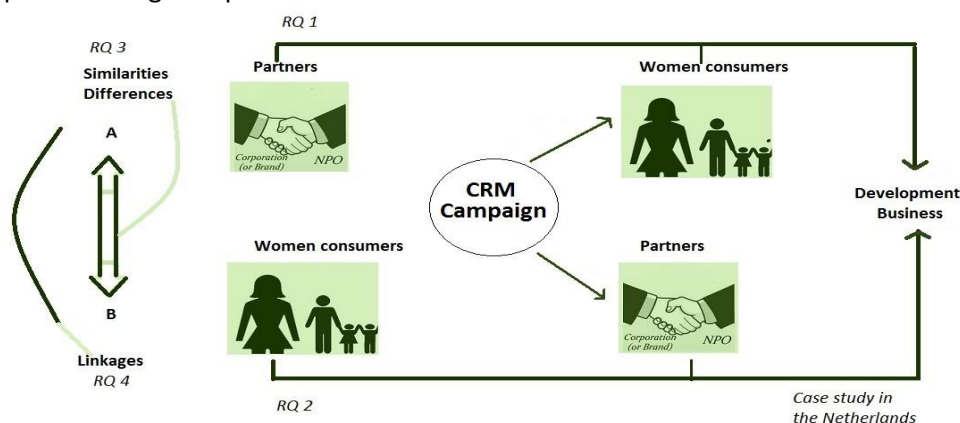 RQ 1
RQ 3
Similarities
Differences
A
B
Linkages
RQ 4
Partners
Corporation
(or Brand)
NPO
Women consumers
CRM
Campaign
Women consumers
Partners
Corporation
(or Brand)
NPO
Development
Business
RQ 2
Case study in
the Netherlands